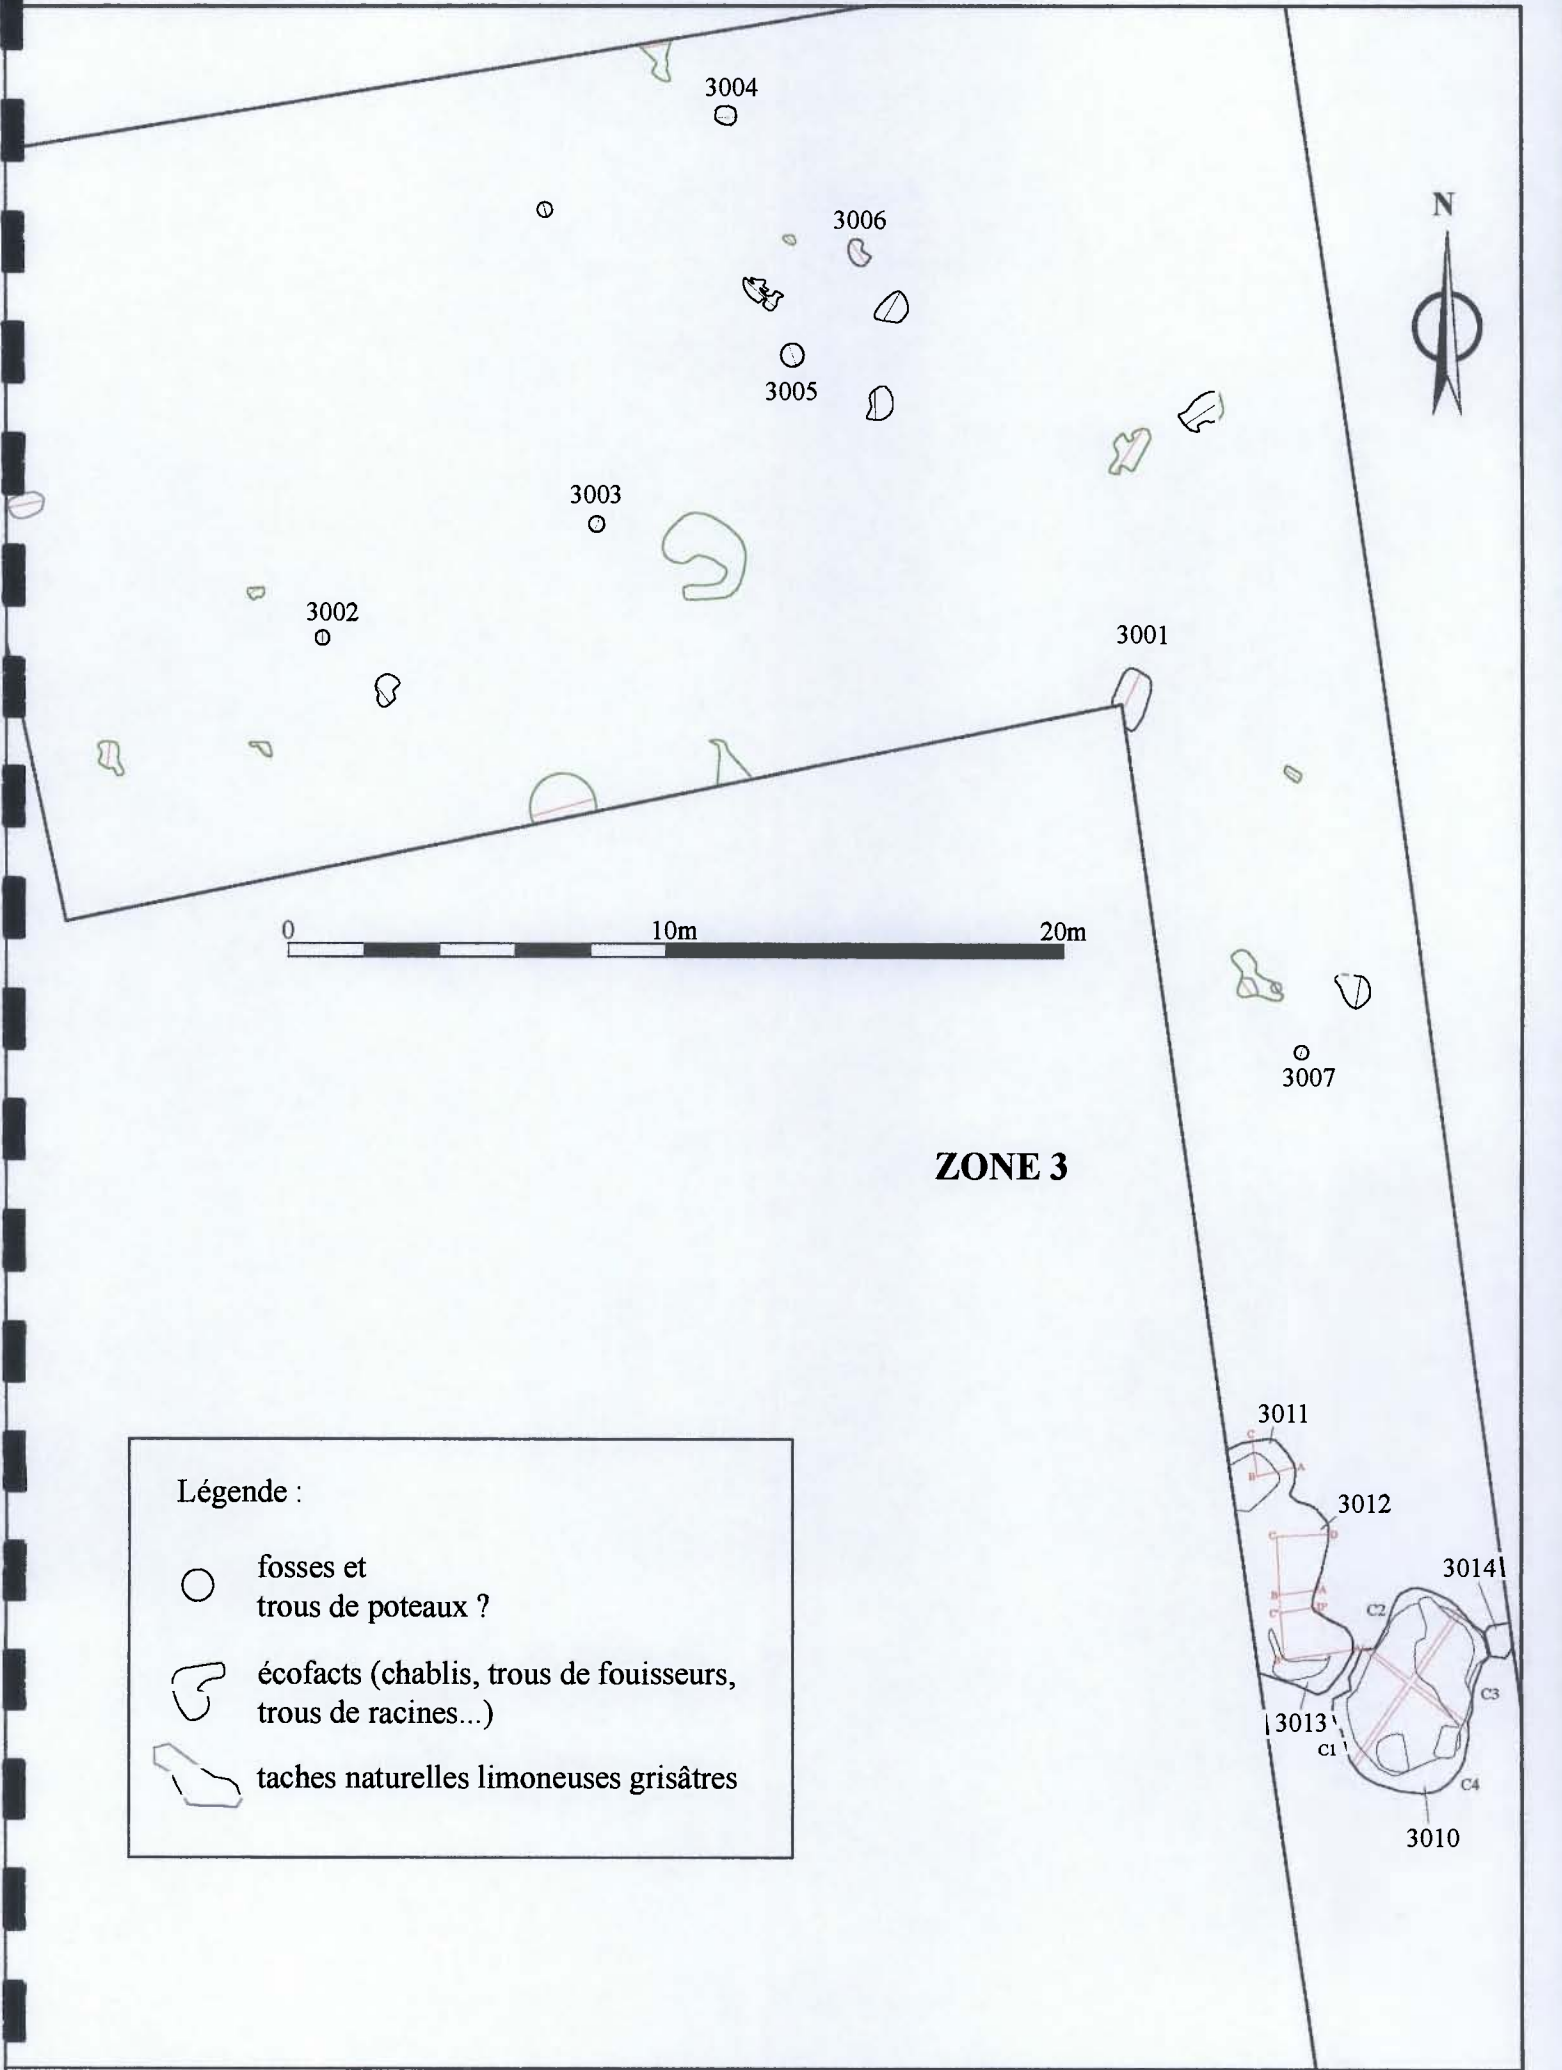 3004
N
3006
3005
3003
3002
3001
0 10m 20m
3007
ZONE 3
3011
C
B A
3012
C D
3014
B A
C' D'
C2
C3
3013
C1
C4
3010
Légende :
fosses et
trous de poteaux ?
écofacts (chablis, trous de fouisseurs,
trous de racines...)
taches naturelles limoneuses grisâtres